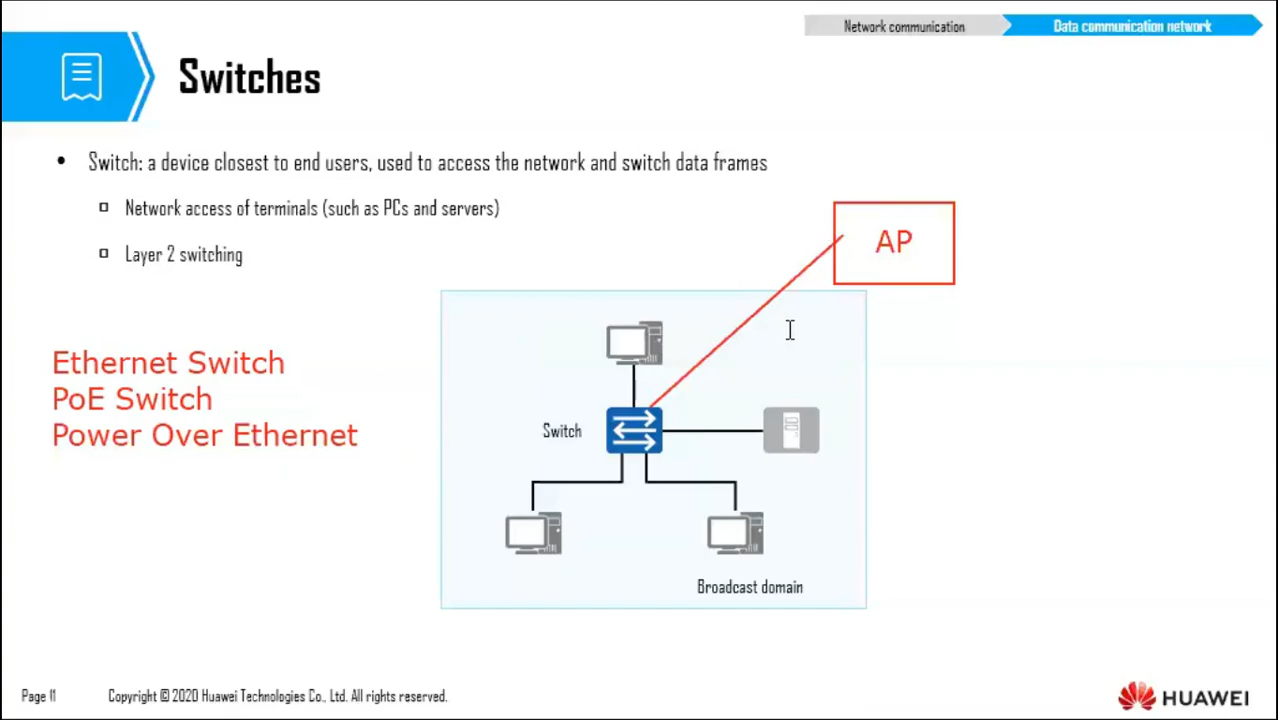 Network communication
Data communication network
Switches
• Switch: a device closest to end users, used to access the network and switch data frames
Network access of terminals (such as PCs and servers)
Layer 2 switching
AP
Ethernet Switch
PoE Switch
Power Over Ethernet
Switch
Broadcast domain
Page 11
Copyright © 2020 Huawei Technologies Co., Ltd. All rights reserved.
HUAWEI